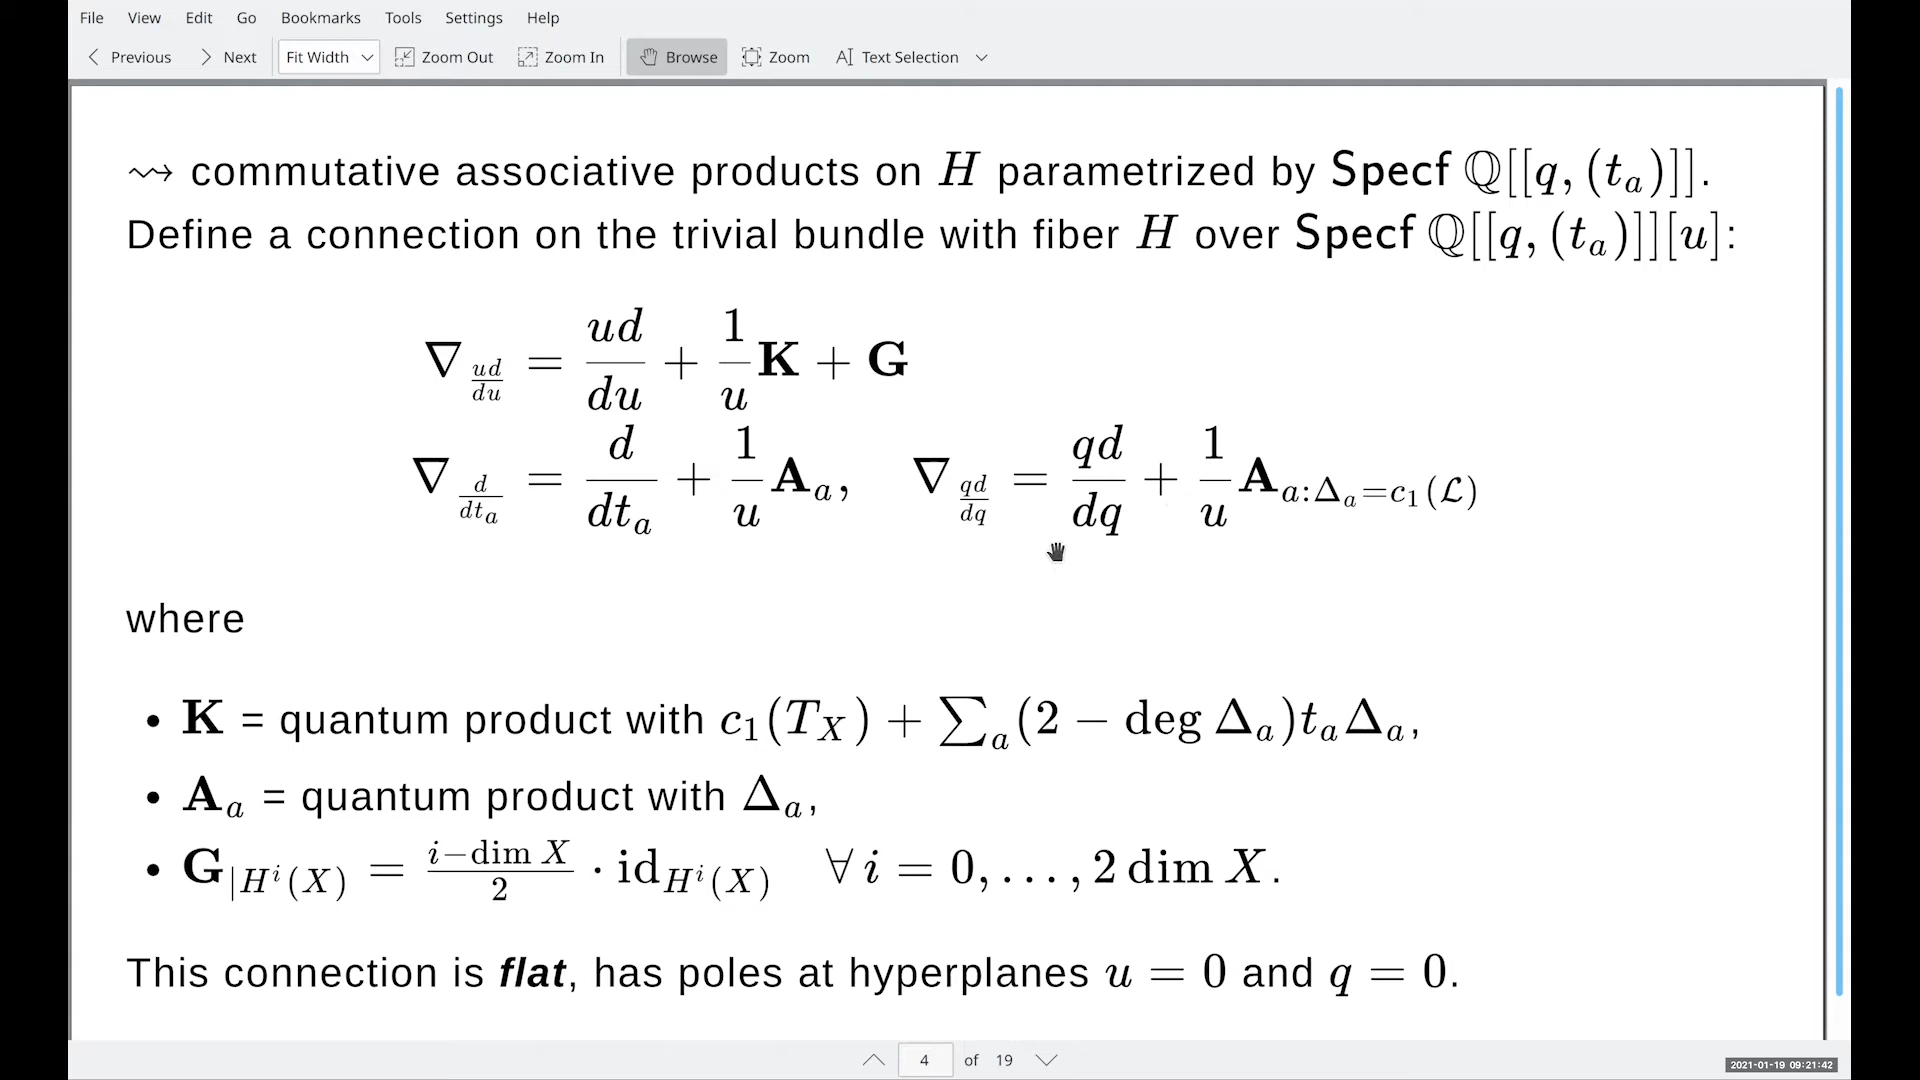 File View Edit Go Bookmarks Tools Settings Help
Previous Next Fit Width Zoom Out Zoom In Browse Zoom Text Selection
⇝ commutative associative products on H parametrized by Specf ℚ[[q, (t_a)]].
Define a connection on the trivial bundle with fiber H over Specf ℚ[[q, (t_a)]][u]:
∇_{ud/du} = ud/du + 1/u K + G
∇_{d/dt_a} = d/dt_a + 1/u A_a, ∇_{qd/dq} = qd/dq + 1/u A_{a:Δ_a=c_1(ℒ)}
where
• K = quantum product with c_1(T_X) + ∑_a(2 − deg Δ_a)t_aΔ_a,
• A_a = quantum product with Δ_a,
• G_{|H^i(X)} = (i−dim X)/2 · id_{H^i(X)} ∀ i = 0, . . . , 2 dim X.
This connection is flat, has poles at hyperplanes u = 0 and q = 0.
4 of 19
2021-01-19 09:21:42